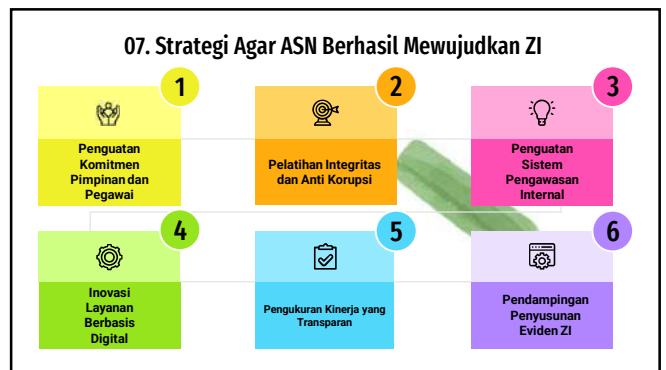 07. Strategi Agar ASN Berhasil Mewujudkan ZI
1
Penguatan
Komitmen
Pimpinan dan
Pegawai
2
Pelatihan Integritas
dan Anti Korupsi
3
Penguatan
Sistem
Pengawasan
Internal
4
Inovasi
Layanan
Berbasis
Digital
5
Pengukuran Kinerja yang
Transparan
6
Pendampingan
Penyusunan
Eviden ZI